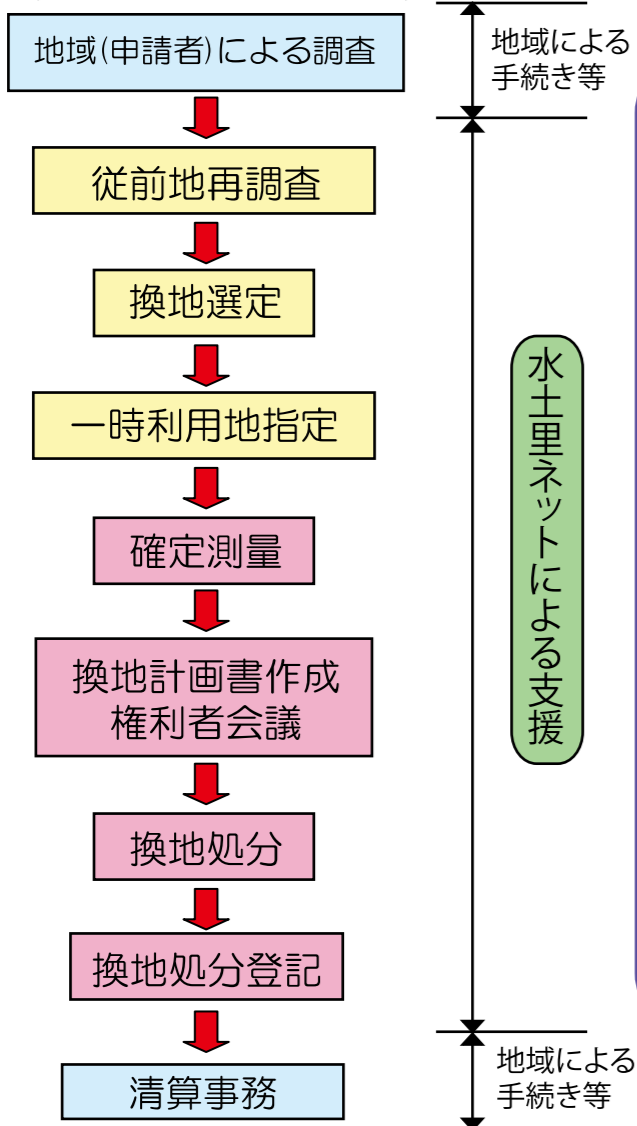 地域(申請者)による調査
地域による
手続き等
従前地再調査
換地選定
一時利用地指定
確定測量
換地計画書作成
権利者会議
換地処分
換地処分登記
水土里ネットによる支援
清算事務
地域による
手続き等